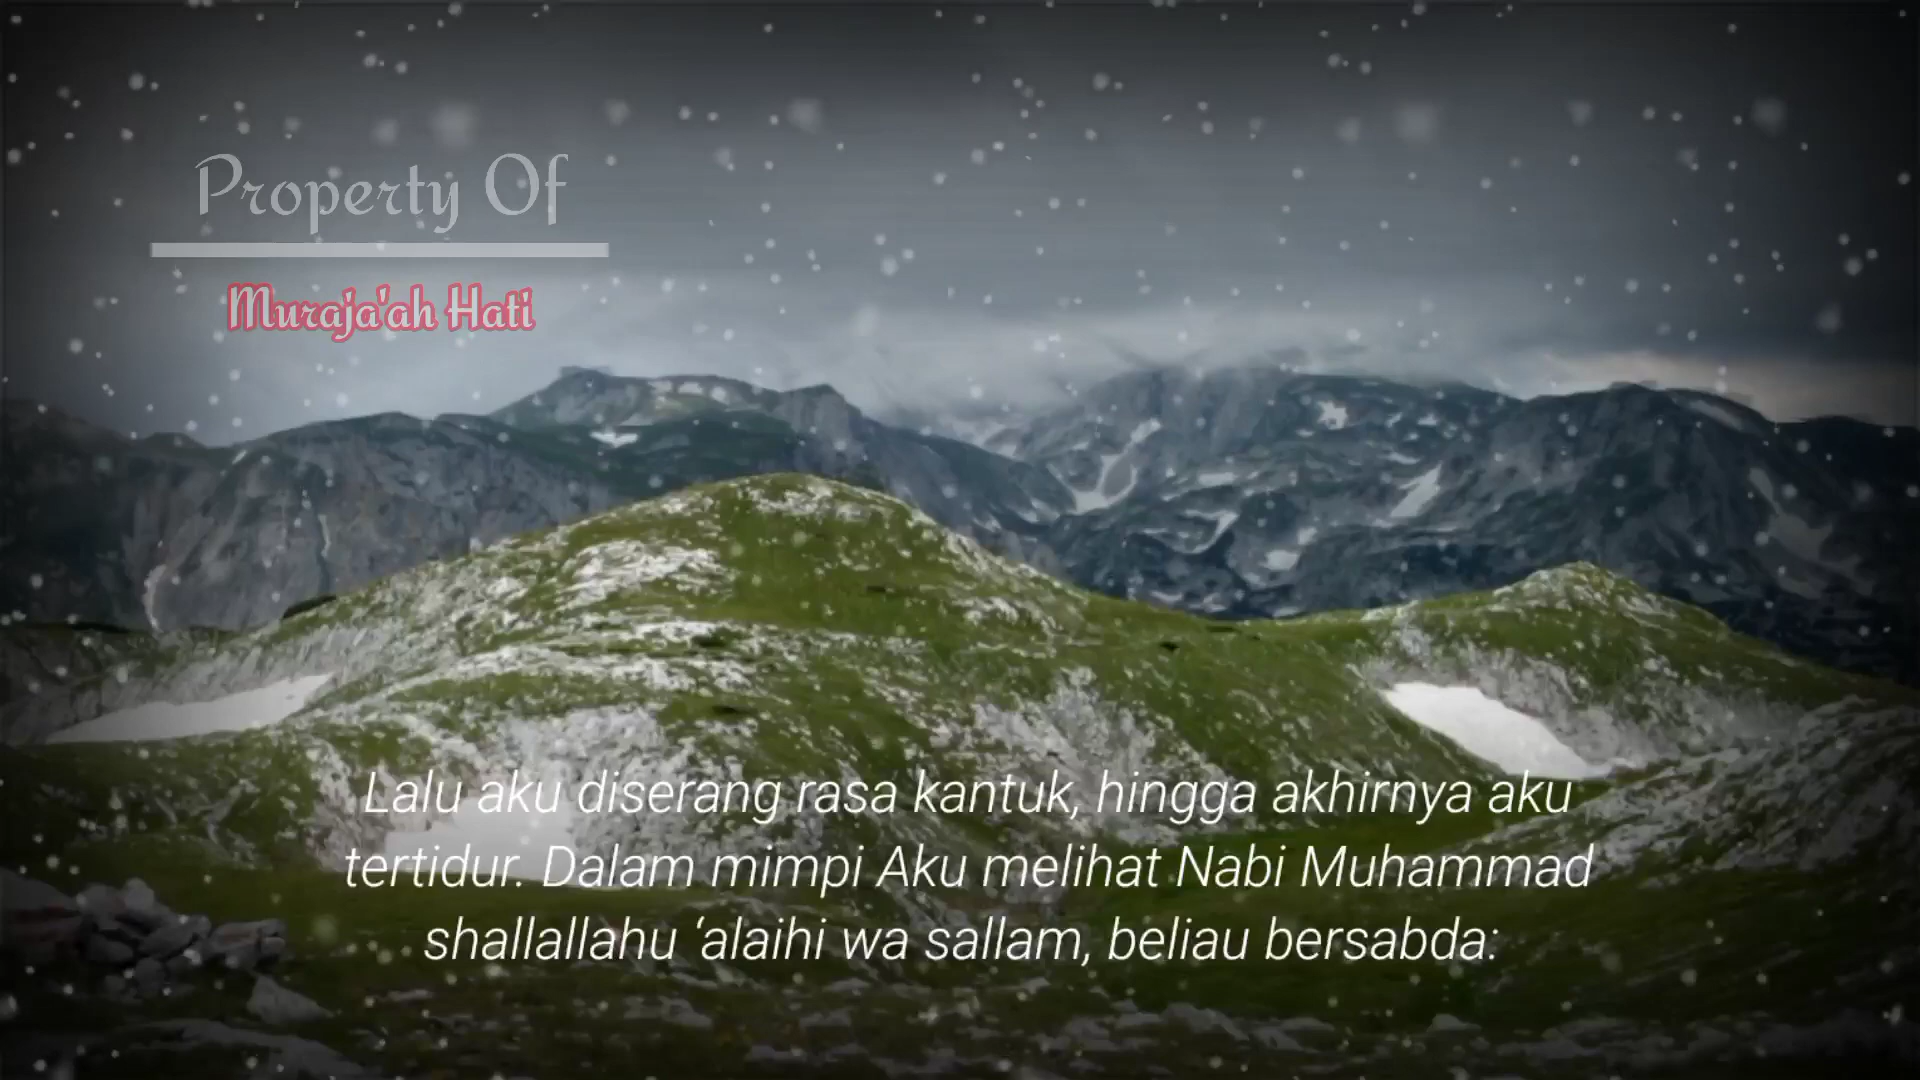 Property Of
Muraja'ah Hati
Lalu aku diserang rasa kantuk, hingga akhirnya aku
tertidur. Dalam mimpi Aku melihat Nabi Muhammad
shallallahu ‘alaihi wa sallam, beliau bersabda: